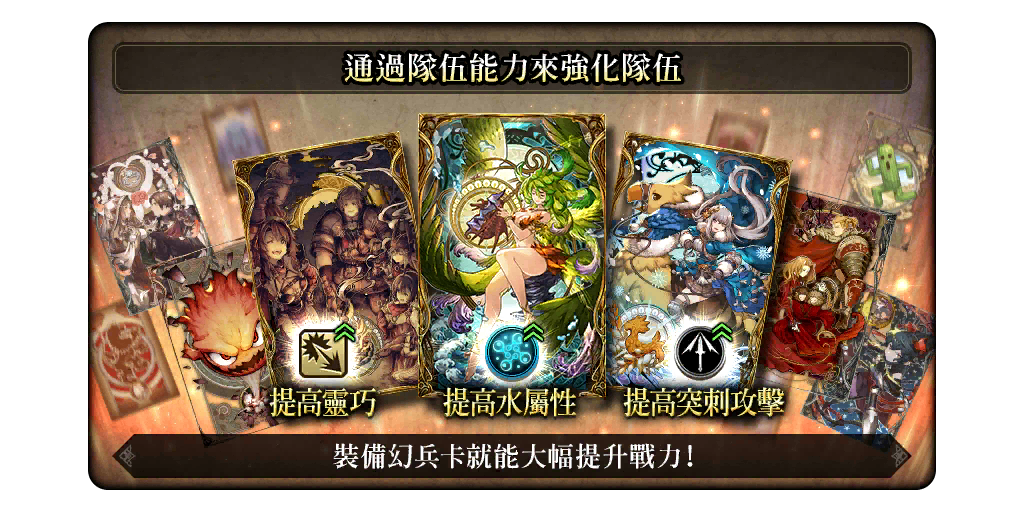 通過隊伍能力來強化隊伍
提高靈巧
提高水屬性
提高突刺攻擊
裝備幻兵卡就能大幅提升戰力!